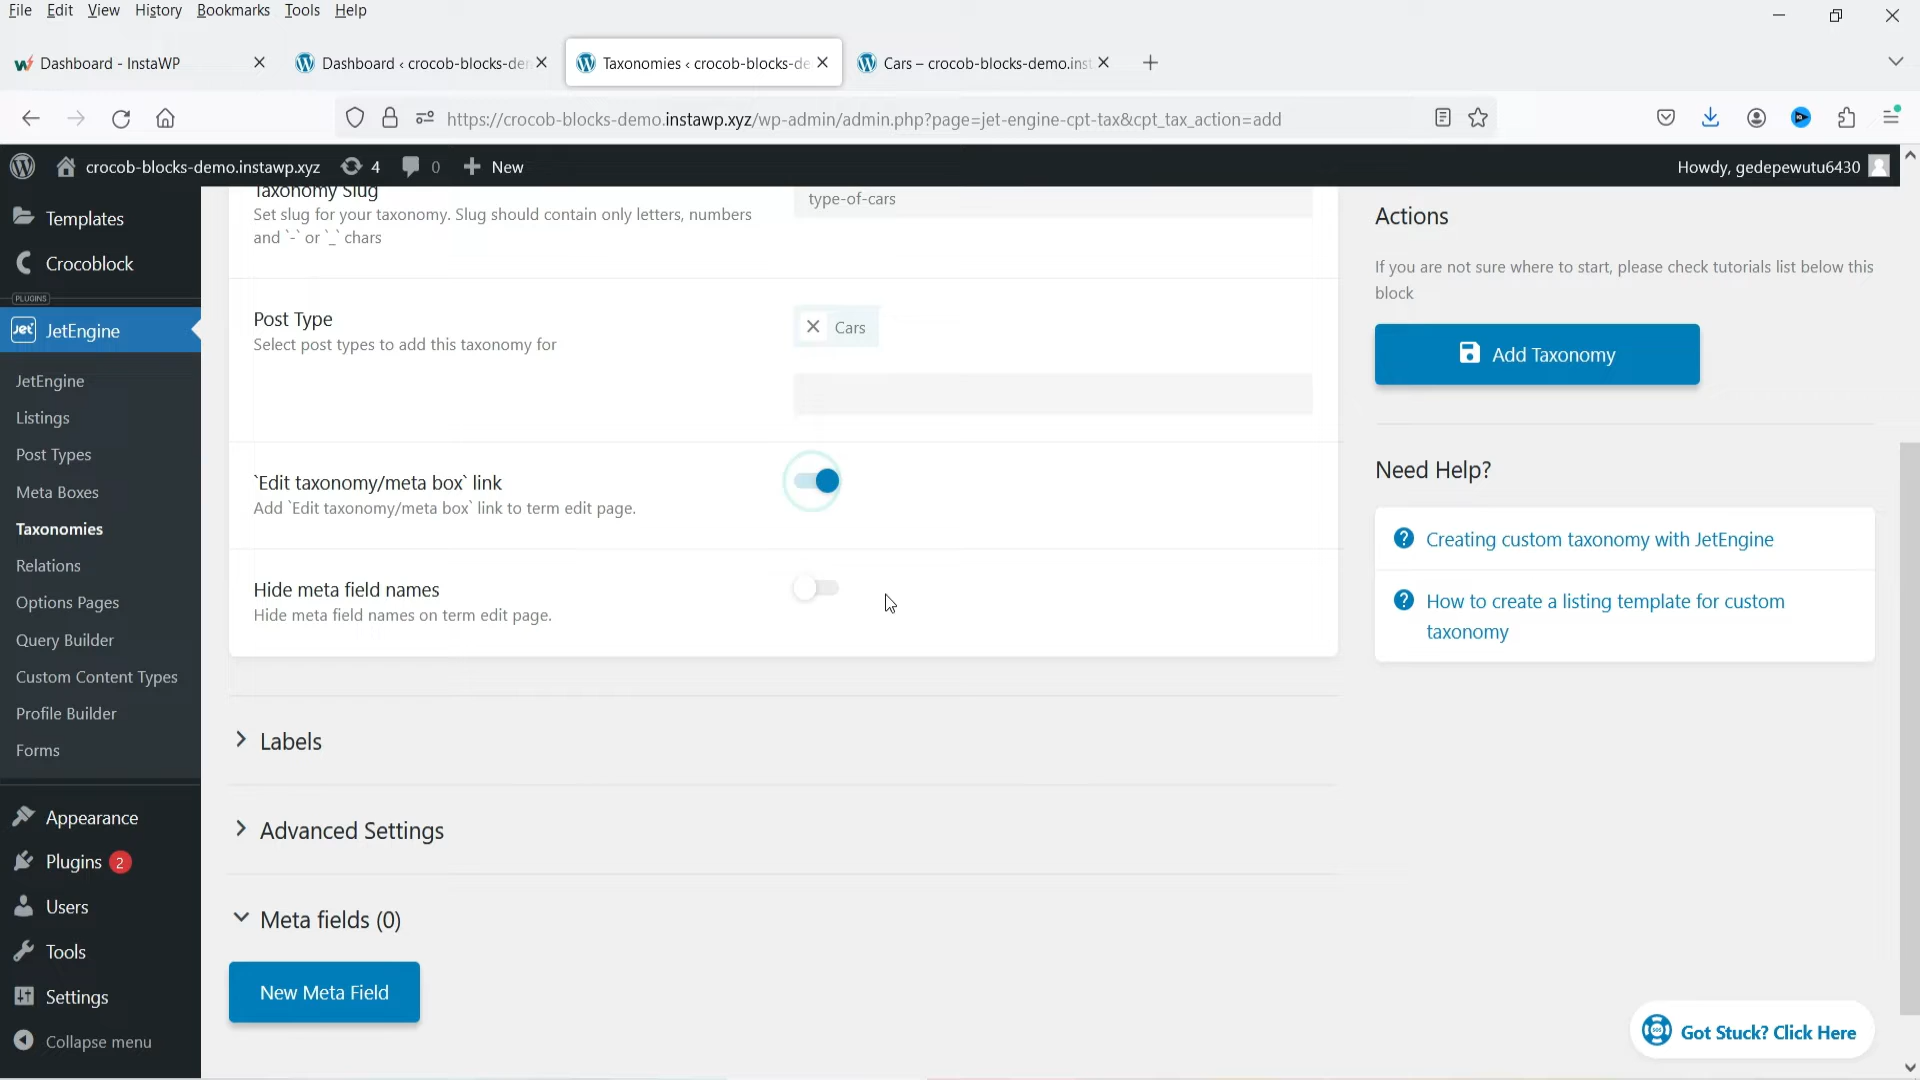 File Edit View History Bookmarks Tools Help
Dashboard - InstaWP
Dashboard ‹ crocob-blocks-de
Taxonomies ‹ crocob-blocks-de
Cars – crocob-blocks-demo.inst
https://crocob-blocks-demo.instawp.xyz/wp-admin/admin.php?page=jet-engine-cpt-tax&cpt_tax_action=add
crocob-blocks-demo.instawp.xyz 4 0 New Howdy, gedepewutu6430
Templates
Crocoblock
PLUGINS
JetEngine
JetEngine
Listings
Post Types
Meta Boxes
Taxonomies
Relations
Options Pages
Query Builder
Custom Content Types
Profile Builder
Forms
Appearance
Plugins 2
Users
Tools
Settings
Collapse menu
Taxonomy Slug
Set slug for your taxonomy. Slug should contain only letters, numbers
and `-` or `_` chars
type-of-cars
Post Type
Select post types to add this taxonomy for
Cars
`Edit taxonomy/meta box` link
Add `Edit taxonomy/meta box` link to term edit page.
Hide meta field names
Hide meta field names on term edit page.
Labels
Advanced Settings
Meta fields (0)
New Meta Field
Actions
If you are not sure where to start, please check tutorials list below this
block
Add Taxonomy
Need Help?
Creating custom taxonomy with JetEngine
How to create a listing template for custom
taxonomy
Got Stuck? Click Here